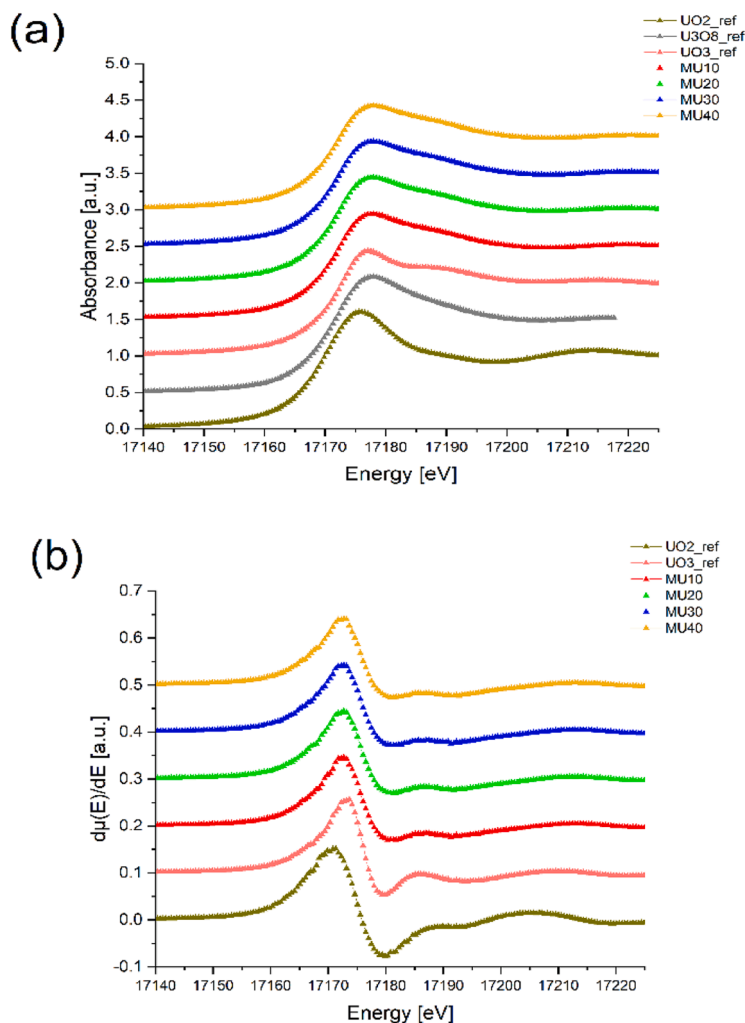 (a)
UO2_ref
U3O8_ref
UO3_ref
MU10
MU20
MU30
MU40
5.0
4.5
4.0
3.5
3.0
2.5
2.0
1.5
1.0
0.5
0.0
Absorbance [a.u.]
17140 17150 17160 17170 17180 17190 17200 17210 17220
Energy [eV]
(b)
UO2_ref
UO3_ref
MU10
MU20
MU30
MU40
0.7
0.6
0.5
0.4
0.3
0.2
0.1
0.0
-0.1
dμ(E)/dE [a.u.]
17140 17150 17160 17170 17180 17190 17200 17210 17220
Energy [eV]